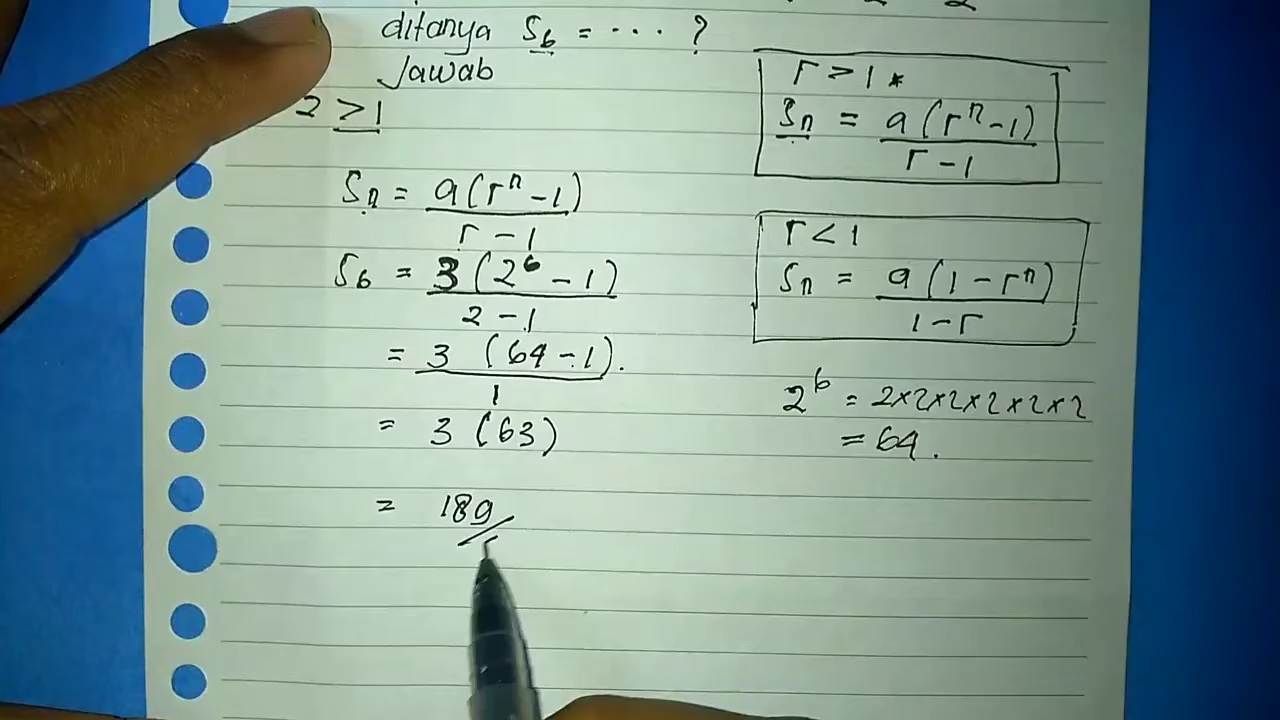 ditanya S6 = .... ?
Jawab
2 > 1
Sn = a(r^n - 1)
r - 1
S6 = 3 (2^6 - 1)
2 - 1
= 3 (64 - 1).
1
= 3 (63)
= 189
r > 1 *
Sn = a(r^n - 1)
r - 1
r < 1
Sn = a(1 - r^n)
1 - r
2^6 = 2×2×2×2×2×2
= 64.